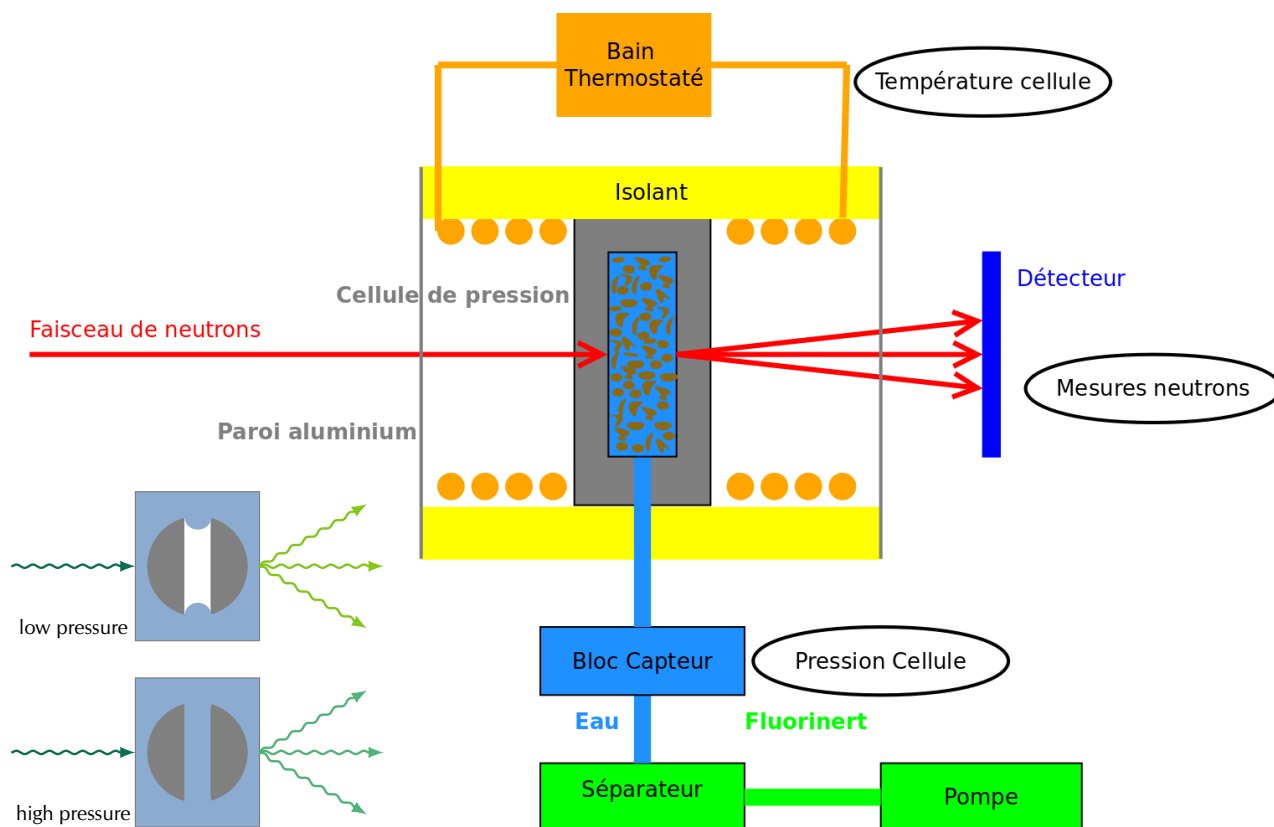 Bain
Thermostaté
Température cellule
Isolant
Détecteur
Cellule de pression
Faisceau de neutrons
Mesures neutrons
Paroi aluminium
low pressure
Bloc Capteur
Pression Cellule
Eau
Fluorinert
Séparateur
Pompe
high pressure